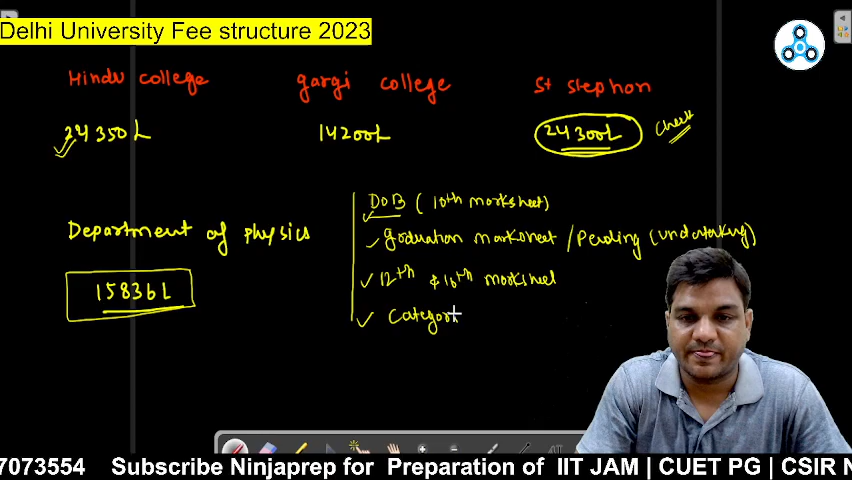 Delhi University Fee structure 2023
Hindu college gargi college St stephon
24350L 14200L 24300L check
DOB (10th marksheet)
Department of physics
graduation marksheet / Pending (undertaking)
15836L
12th & 10th marksheet
Categor
7073554 Subscribe Ninjaprep for Preparation of IIT JAM | CUET PG | CSIR N